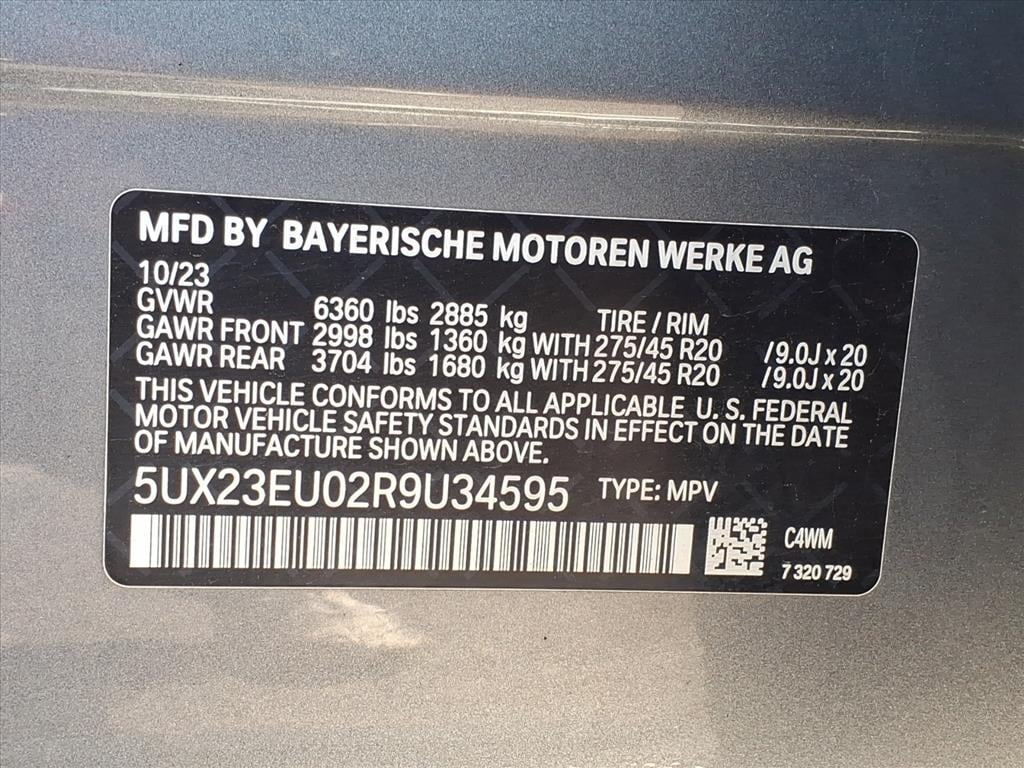 MFD BY BAYERISCHE MOTOREN WERKE AG
10/23
GVWR 6360 lbs 2885 kg TIRE / RIM
GAWR FRONT 2998 lbs 1360 kg WITH 275/45 R20 /9.0J x 20
GAWR REAR 3704 lbs 1680 kg WITH 275/45 R20 /9.0J x 20
THIS VEHICLE CONFORMS TO ALL APPLICABLE U. S. FEDERAL
MOTOR VEHICLE SAFETY STANDARDS IN EFFECT ON THE DATE
OF MANUFACTURE SHOWN ABOVE.
5UX23EU02R9U34595 TYPE: MPV
C4WM
7 320 729